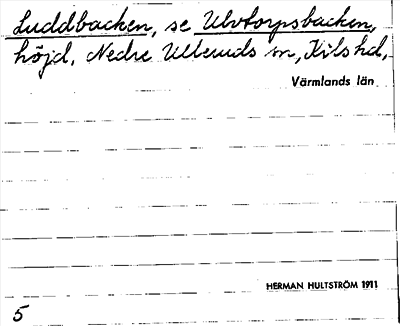 Luddbacken, se Ulvtorpsbacken,
höjd, Nedre Ulleruds sn, Kils hd,
Värmlands län
HERMAN HULTSTRÖM 1911
5